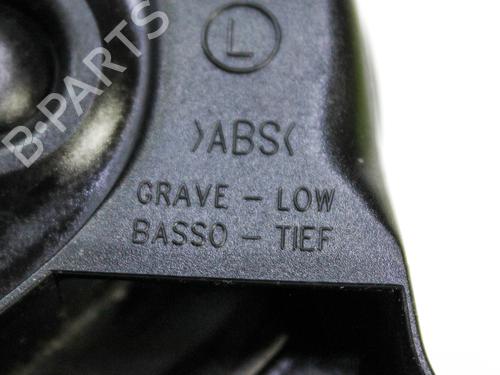 L
>ABS<
GRAVE - LOW
BASSO - TIEF
B-PARTS